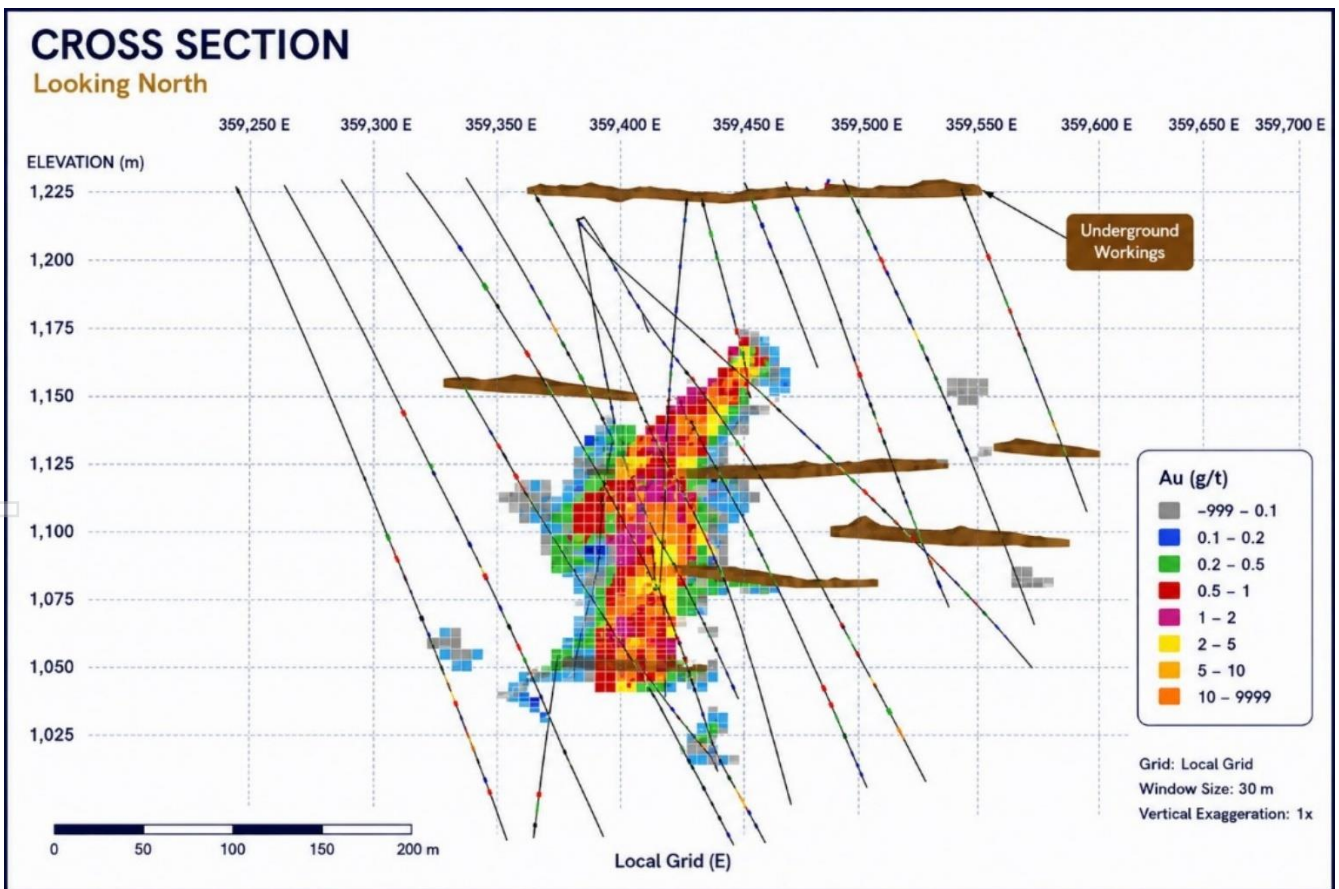 CROSS SECTION
Looking North
359,250 E 359,300 E 359,350 E 359,400 E 359,450 E 359,500 E 359,550 E 359,600 E 359,650 E 359,700 E
ELEVATION (m)
1,225
1,200
1,175
1,150
1,125
1,100
1,075
1,050
1,025
Underground
Workings
Au (g/t)
-999 – 0.1
0.1 – 0.2
0.2 – 0.5
0.5 – 1
1 – 2
2 – 5
5 – 10
10 – 9999
Grid: Local Grid
Window Size: 30 m
Vertical Exaggeration: 1x
0 50 100 150 200 m
Local Grid (E)